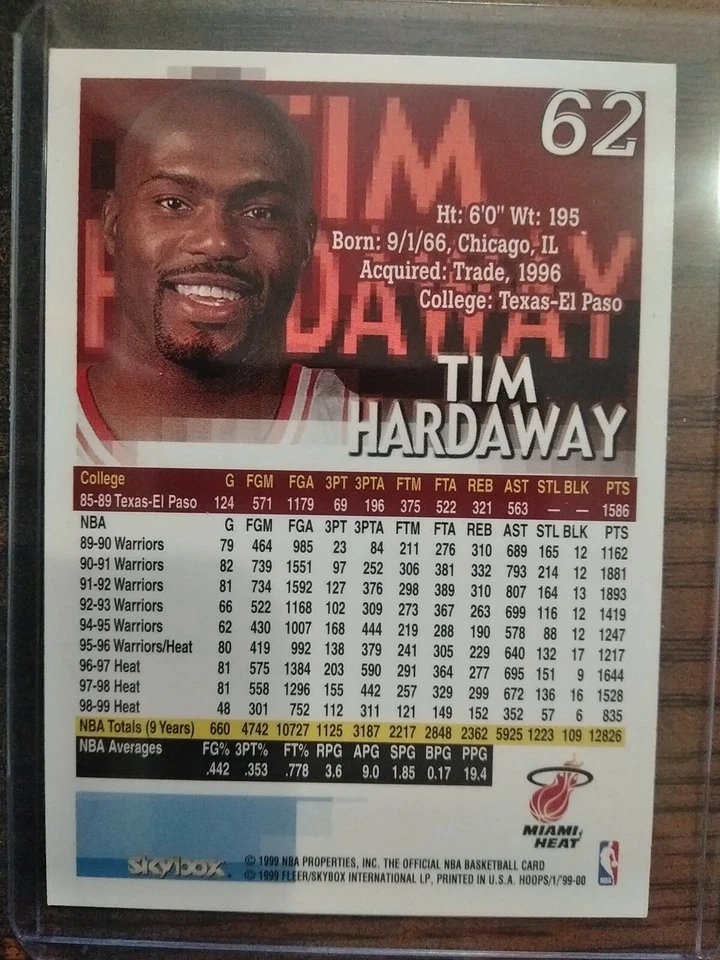 62
TIM
HARDAWAY
Ht: 6'0" Wt: 195
Born: 9/1/66, Chicago, IL
Acquired: Trade, 1996
College: Texas-El Paso
TIM
HARDAWAY
College G FGM FGA 3PT 3PTA FTM FTA REB AST STL BLK PTS
85-89 Texas-El Paso 124 571 1179 69 196 375 522 321 563 — — 1586
NBA G FGM FGA 3PT 3PTA FTM FTA REB AST STL BLK PTS
89-90 Warriors 79 464 985 23 84 211 276 310 689 165 12 1162
90-91 Warriors 82 739 1551 97 252 306 381 332 793 214 12 1881
91-92 Warriors 81 734 1592 127 376 298 389 310 807 164 13 1893
92-93 Warriors 66 522 1168 102 309 273 367 263 699 116 12 1419
94-95 Warriors 62 430 1007 168 444 219 288 190 578 88 12 1247
95-96 Warriors/Heat 80 419 992 138 379 241 305 229 640 132 17 1217
96-97 Heat 81 575 1384 203 590 291 364 277 695 151 9 1644
97-98 Heat 81 558 1296 155 442 257 329 299 672 136 16 1528
98-99 Heat 48 301 752 112 311 121 149 152 352 57 6 835
NBA Totals (9 Years) 660 4742 10727 1125 3187 2217 2848 2362 5925 1223 109 12826
NBA Averages FG% 3PT% FT% RPG APG SPG BPG PPG
.442 .353 .778 3.6 9.0 1.85 0.17 19.4
MIAMI
HEAT
skybox
© 1999 NBA PROPERTIES, INC. THE OFFICIAL NBA BASKETBALL CARD
© 1999 FLEER/SKYBOX INTERNATIONAL LP, PRINTED IN U.S.A. HOOPS/1/'99-00
NBA